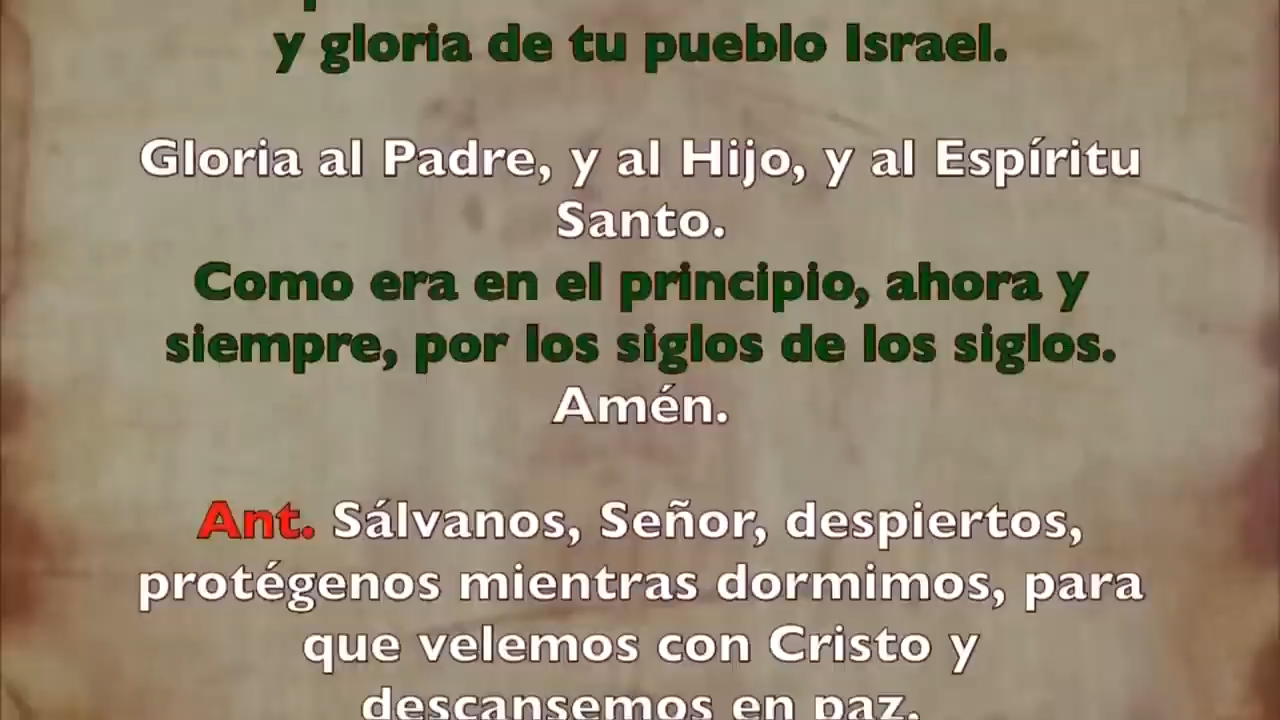 y gloria de tu pueblo Israel.
Gloria al Padre, y al Hijo, y al Espíritu
Santo.
Como era en el principio, ahora y
siempre, por los siglos de los siglos.
Amén.
Ant. Sálvanos, Señor, despiertos,
protégenos mientras dormimos, para
que velemos con Cristo y
descansemos en paz.